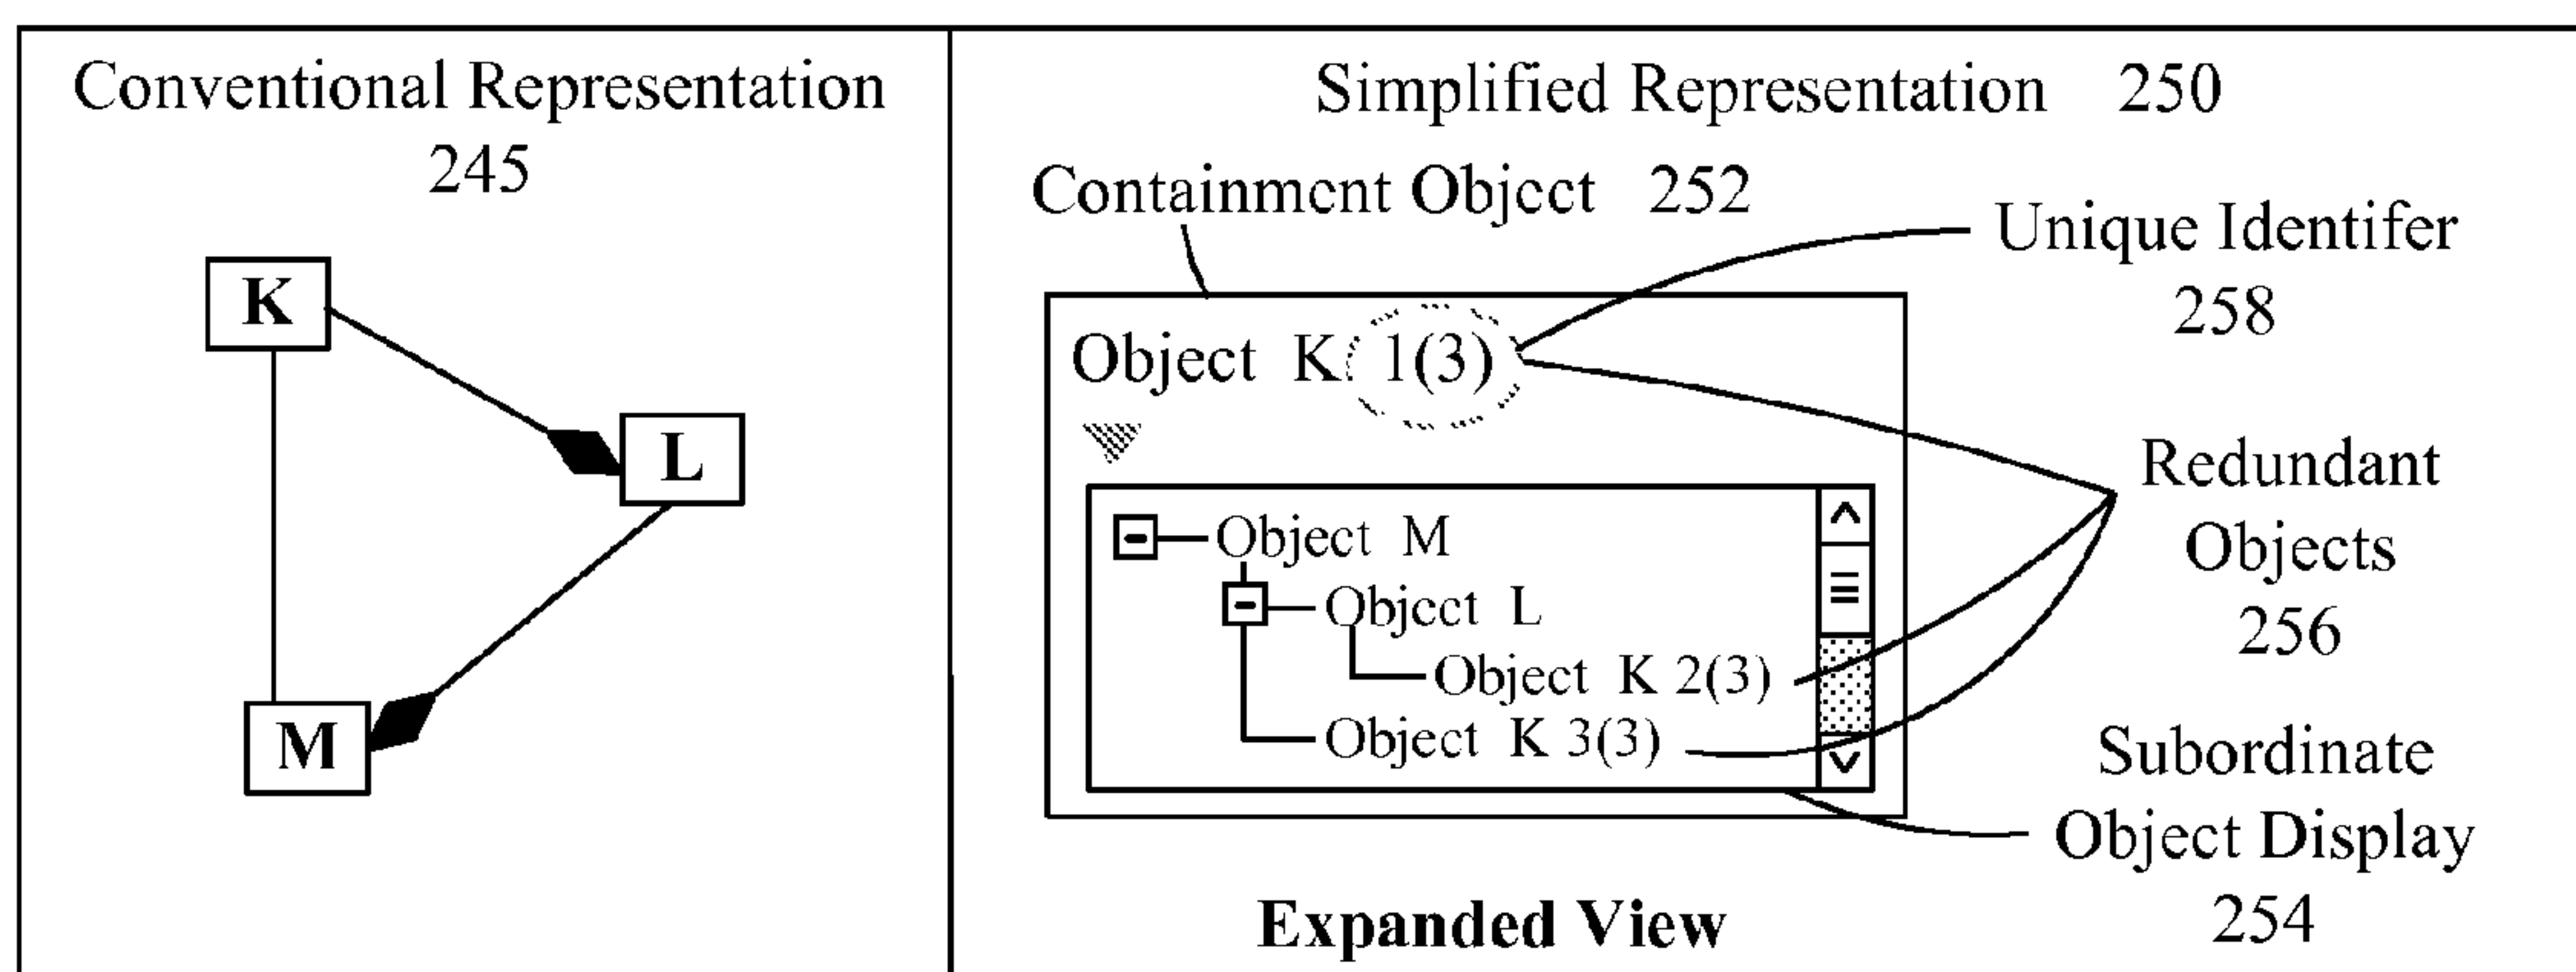 Conventional Representation
245
K
L
M
Simplified Representation 250
Containment Object 252
Unique Identifer
258
Object K 1(3)
Redundant
Objects
256
Object M
Object L
Object K 2(3)
Object K 3(3)
Subordinate
Object Display
254
Expanded View